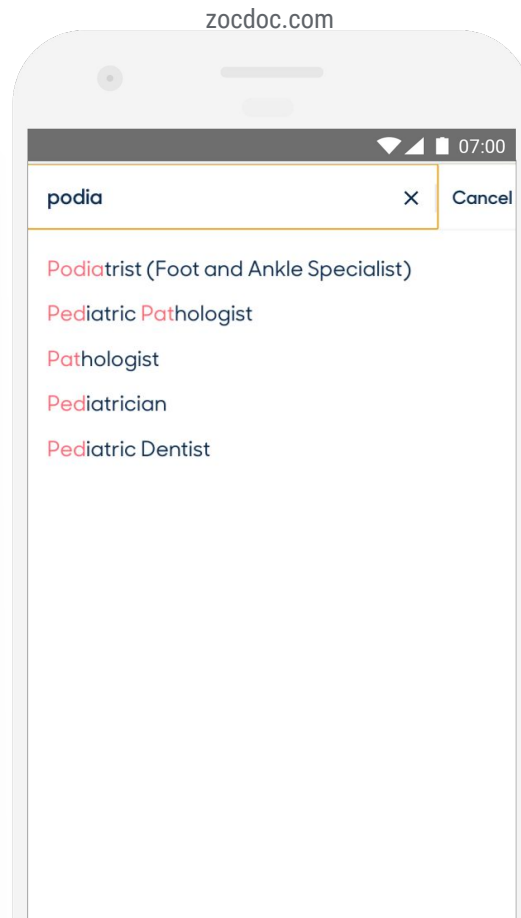 zocdoc.com
07:00
podia
Cancel
Podiatrist (Foot and Ankle Specialist)
Pediatric Pathologist
Pathologist
Pediatrician
Pediatric Dentist